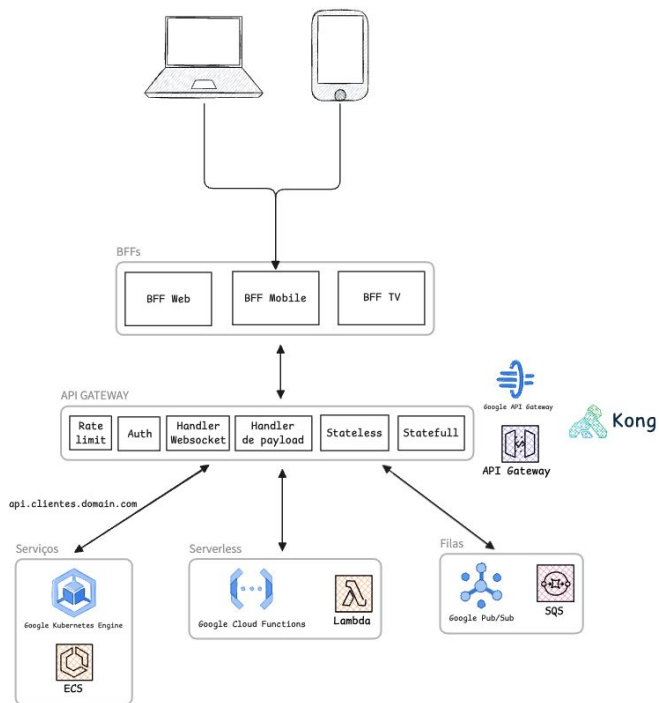 BFFs
BFF Web
BFF Mobile
BFF TV
API GATEWAY
Rate
limit
Auth
Handler
Websocket
Handler
de payload
Stateless
Statefull
Google API Gateway
API Gateway
Kong
api.clientes.domain.com
Serviços
Google Kubernetes Engine
ECS
Serverless
Google Cloud Functions
Lambda
Filas
Google Pub/Sub
SQS